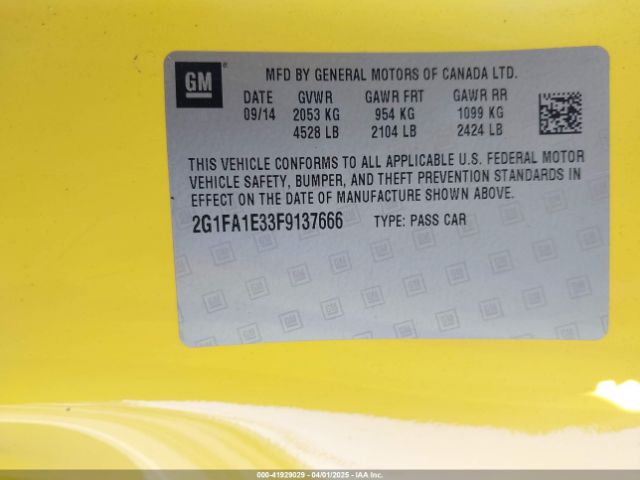 GM ® MFD BY GENERAL MOTORS OF CANADA LTD.
DATE GVWR GAWR FRT GAWR RR
09/14 2053 KG 954 KG 1099 KG
4528 LB 2104 LB 2424 LB
THIS VEHICLE CONFORMS TO ALL APPLICABLE U.S. FEDERAL MOTOR
VEHICLE SAFETY, BUMPER, AND THEFT PREVENTION STANDARDS IN
EFFECT ON THE DATE OF MANUFACTURE SHOWN ABOVE.
2G1FA1E33F9137666 TYPE: PASS CAR
000-41929029 - 04/01/2025 - IAA Inc.